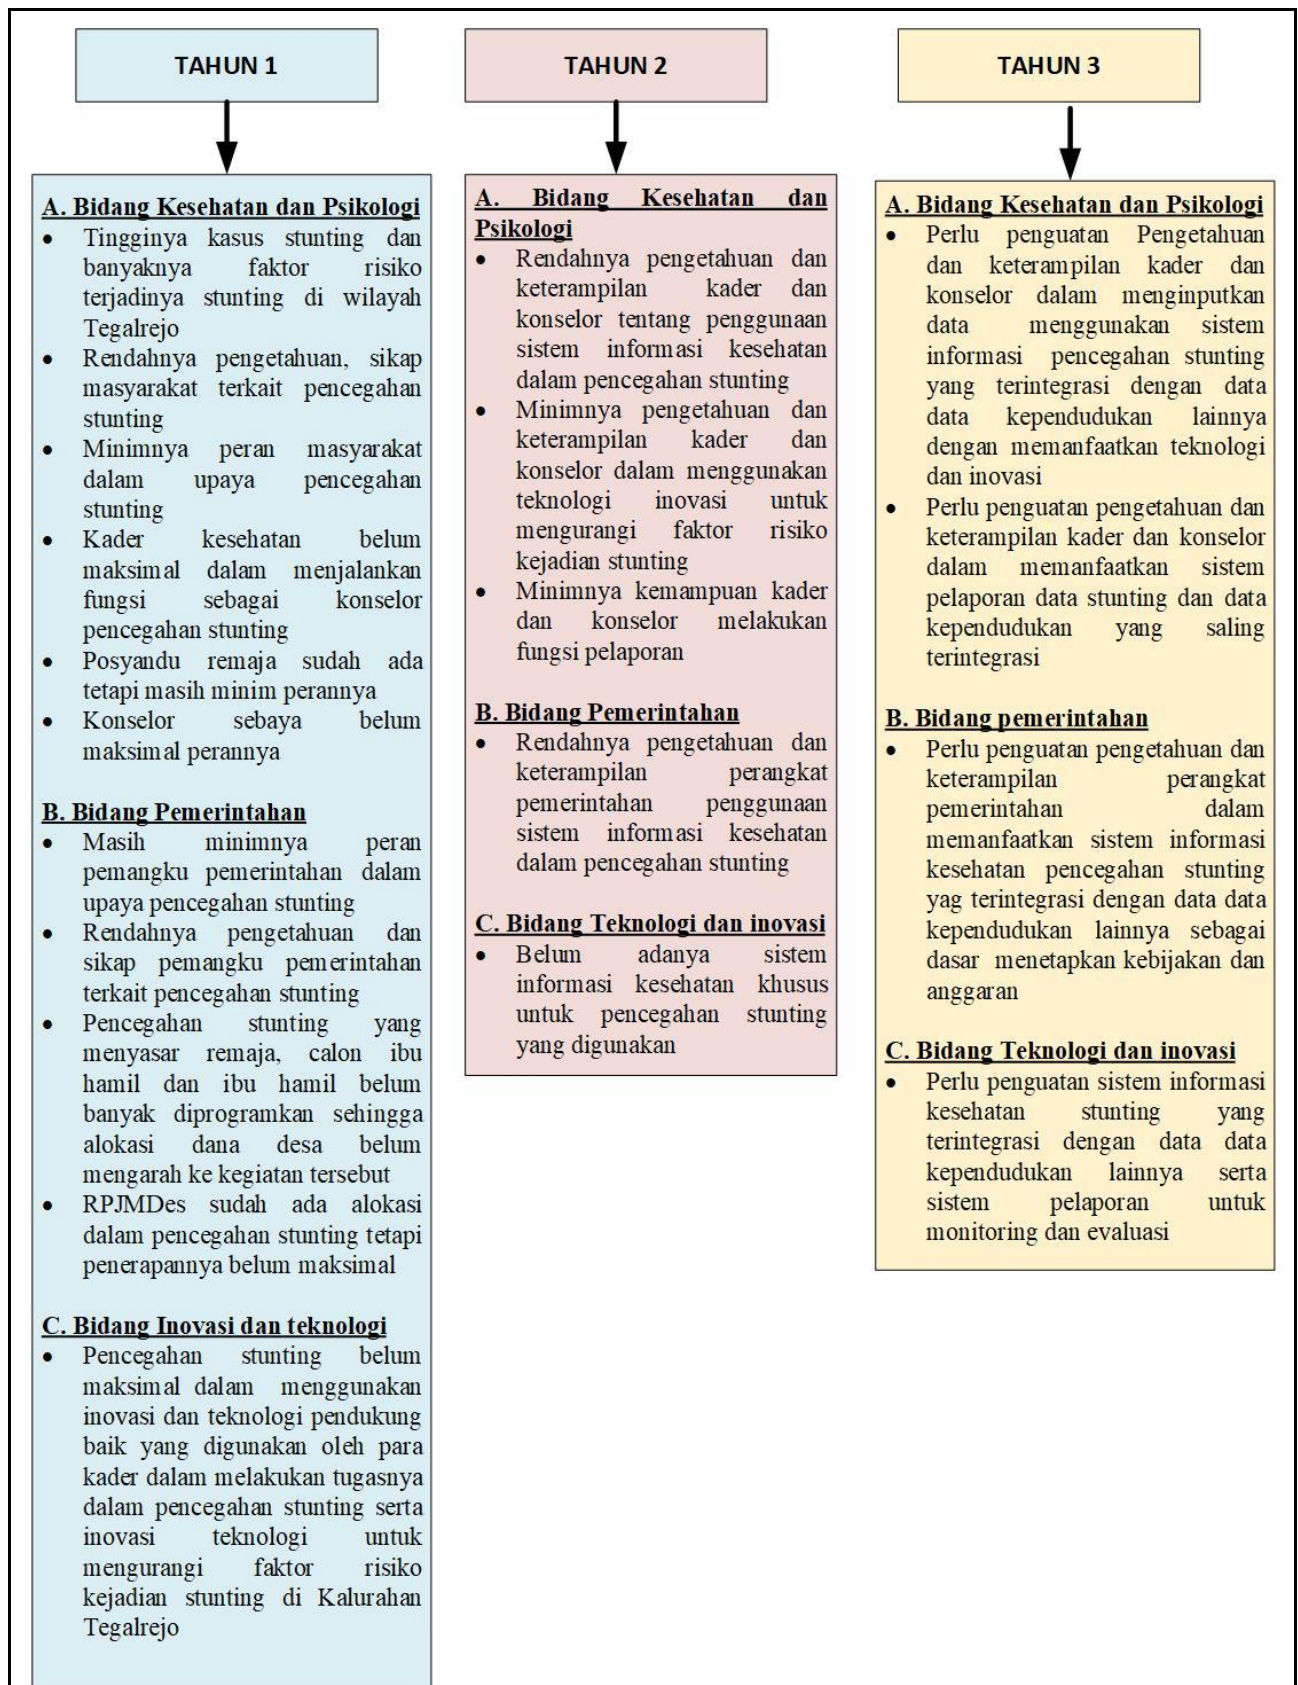 TAHUN 1
A. Bidang Kesehatan dan Psikologi
• Tingginya kasus stunting dan
banyaknya faktor risiko
terjadinya stunting di wilayah
Tegalrejo
• Rendahnya pengetahuan, sikap
masyarakat terkait pencegahan
stunting
• Minimnya peran masyarakat
dalam upaya pencegahan
stunting
• Kader kesehatan belum
maksimal dalam menjalankan
fungsi sebagai konselor
pencegahan stunting
• Posyandu remaja sudah ada
tetapi masih minim perannya
• Konselor sebaya belum
maksimal perannya
B. Bidang Pemerintahan
• Masih minimnya peran
pemangku pemerintahan dalam
upaya pencegahan stunting
• Rendahnya pengetahuan dan
sikap pemangku pemerintahan
terkait pencegahan stunting
• Pencegahan stunting yang
menyasar remaja, calon ibu
hamil dan ibu hamil belum
banyak diprogramkan sehingga
alokasi dana desa belum
mengarah ke kegiatan tersebut
• RPJMDes sudah ada alokasi
dalam pencegahan stunting tetapi
penerapannya belum maksimal
C. Bidang Inovasi dan teknologi
• Pencegahan stunting belum
maksimal dalam menggunakan
inovasi dan teknologi pendukung
baik yang digunakan oleh para
kader dalam melakukan tugasnya
dalam pencegahan stunting serta
inovasi teknologi untuk
mengurangi faktor risiko
kejadian stunting di Kalurahan
Tegalrejo
TAHUN 2
A. Bidang Kesehatan dan
Psikologi
• Rendahnya pengetahuan dan
keterampilan kader dan
konselor tentang penggunaan
sistem informasi kesehatan
dalam pencegahan stunting
• Minimnya pengetahuan dan
keterampilan kader dan
konselor dalam menggunakan
teknologi inovasi untuk
mengurangi faktor risiko
kejadian stunting
• Minimnya kemampuan kader
dan konselor melakukan
fungsi pelaporan
B. Bidang Pemerintahan
• Rendahnya pengetahuan dan
keterampilan perangkat
pemerintahan penggunaan
sistem informasi kesehatan
dalam pencegahan stunting
C. Bidang Teknologi dan inovasi
• Belum adanya sistem
informasi kesehatan khusus
untuk pencegahan stunting
yang digunakan
TAHUN 3
A. Bidang Kesehatan dan Psikologi
• Perlu penguatan Pengetahuan
dan keterampilan kader dan
konselor dalam menginputkan
data menggunakan sistem
informasi pencegahan stunting
yang terintegrasi dengan data
data kependudukan lainnya
dengan memanfaatkan teknologi
dan inovasi
• Perlu penguatan pengetahuan dan
keterampilan kader dan konselor
dalam memanfaatkan sistem
pelaporan data stunting dan data
kependudukan yang saling
terintegrasi
B. Bidang pemerintahan
• Perlu penguatan pengetahuan dan
keterampilan perangkat
pemerintahan dalam
memanfaatkan sistem informasi
kesehatan pencegahan stunting
yag terintegrasi dengan data data
kependudukan lainnya sebagai
dasar menetapkan kebijakan dan
anggaran
C. Bidang Teknologi dan inovasi
• Perlu penguatan sistem informasi
kesehatan stunting yang
terintegrasi dengan data data
kependudukan lainnya serta
sistem pelaporan untuk
monitoring dan evaluasi